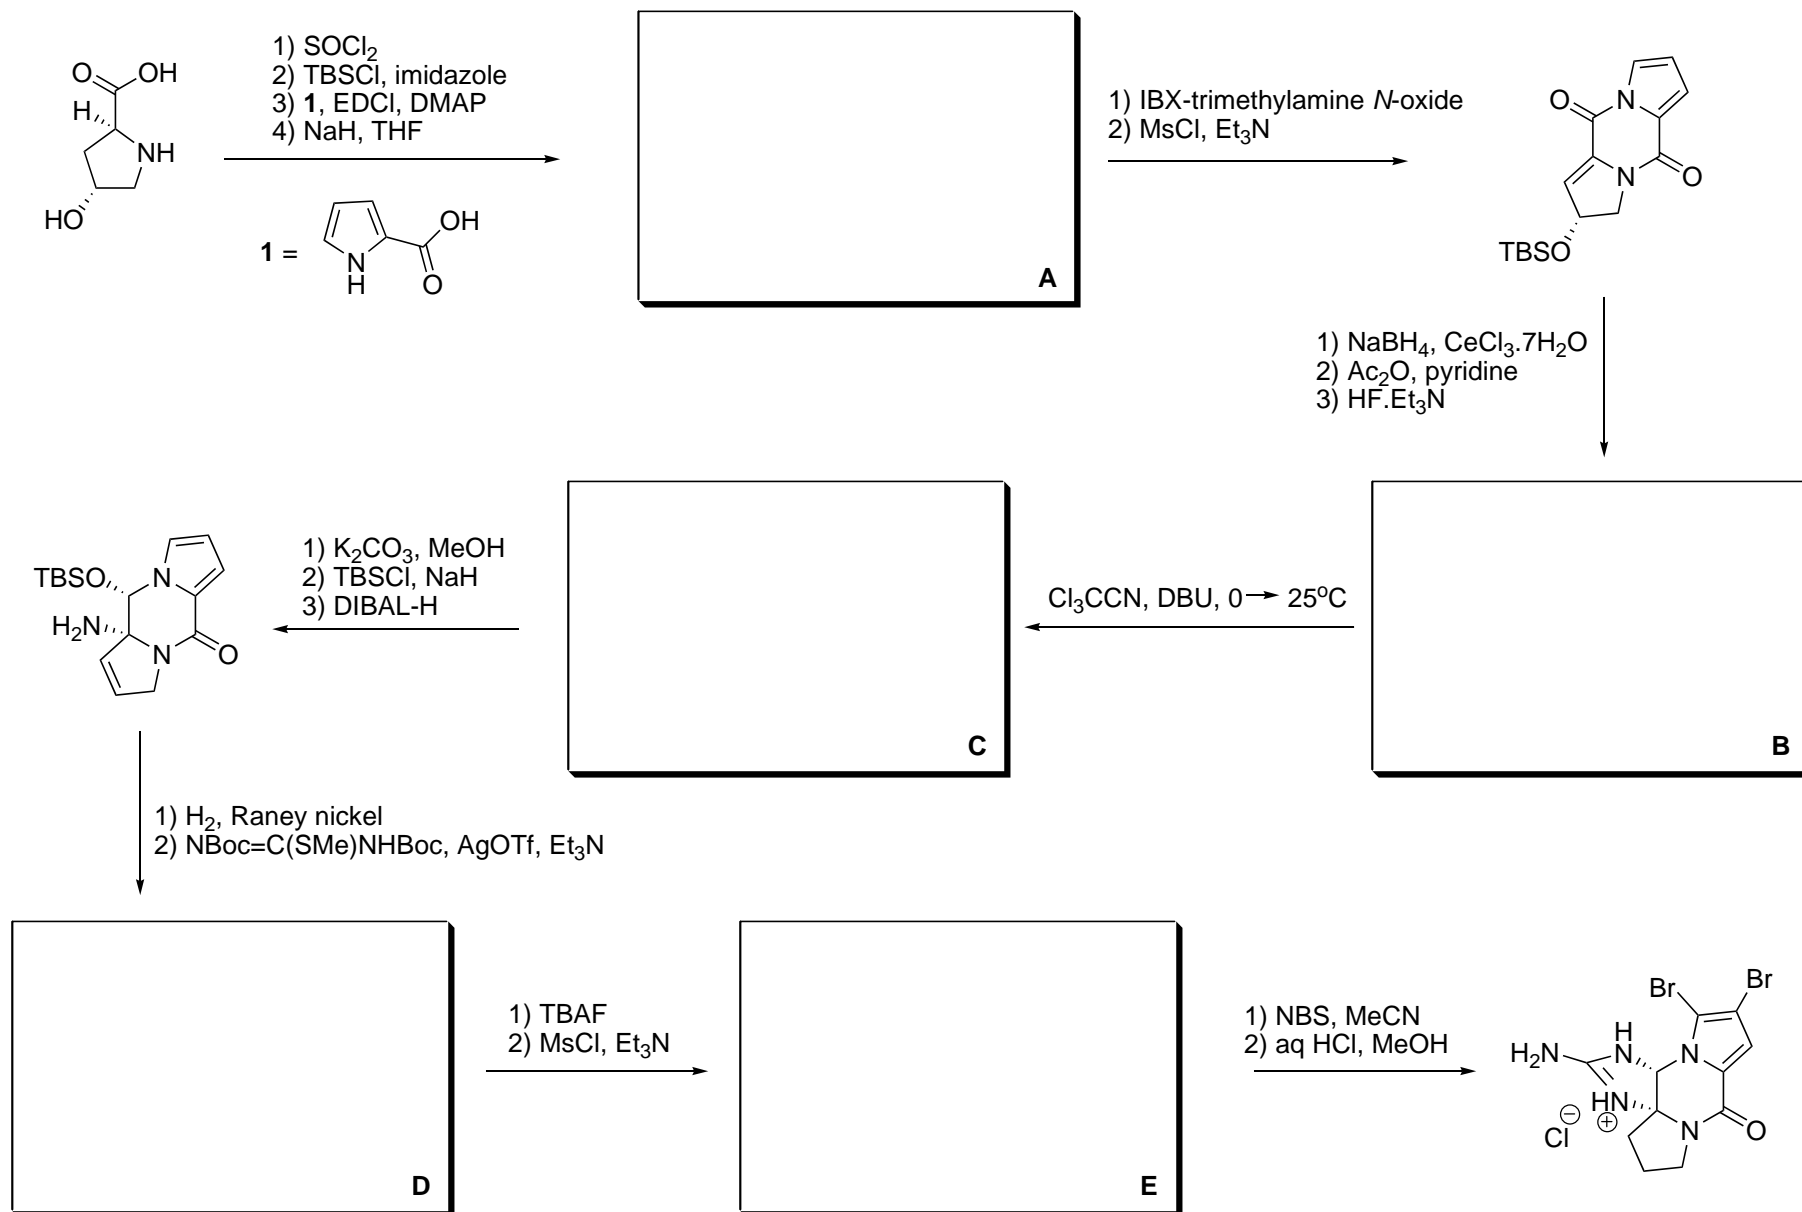 1) SOCl2
2) TBSCl, imidazole
3) 1, EDCl, DMAP
4) NaH, THF
O
OH
H
NH
HO
1 =
N
H
OH
O
A
1) IBX-trimethylamine N-oxide
2) MsCl, Et3N
O
N
N
O
TBSO
1) NaBH4, CeCl3.7H2O
2) Ac2O, pyridine
3) HF.Et3N
B
Cl3CCN, DBU, 0 → 25oC
C
1) K2CO3, MeOH
2) TBSCl, NaH
3) DIBAL-H
TBSO
N
H2N
N
O
1) H2, Raney nickel
2) NBoc=C(SMe)NHBoc, AgOTf, Et3N
D
1) TBAF
2) MsCl, Et3N
E
1) NBS, MeCN
2) aq HCl, MeOH
Br
Br
H
H2N
N
N
HN
+
−
Cl
N
O